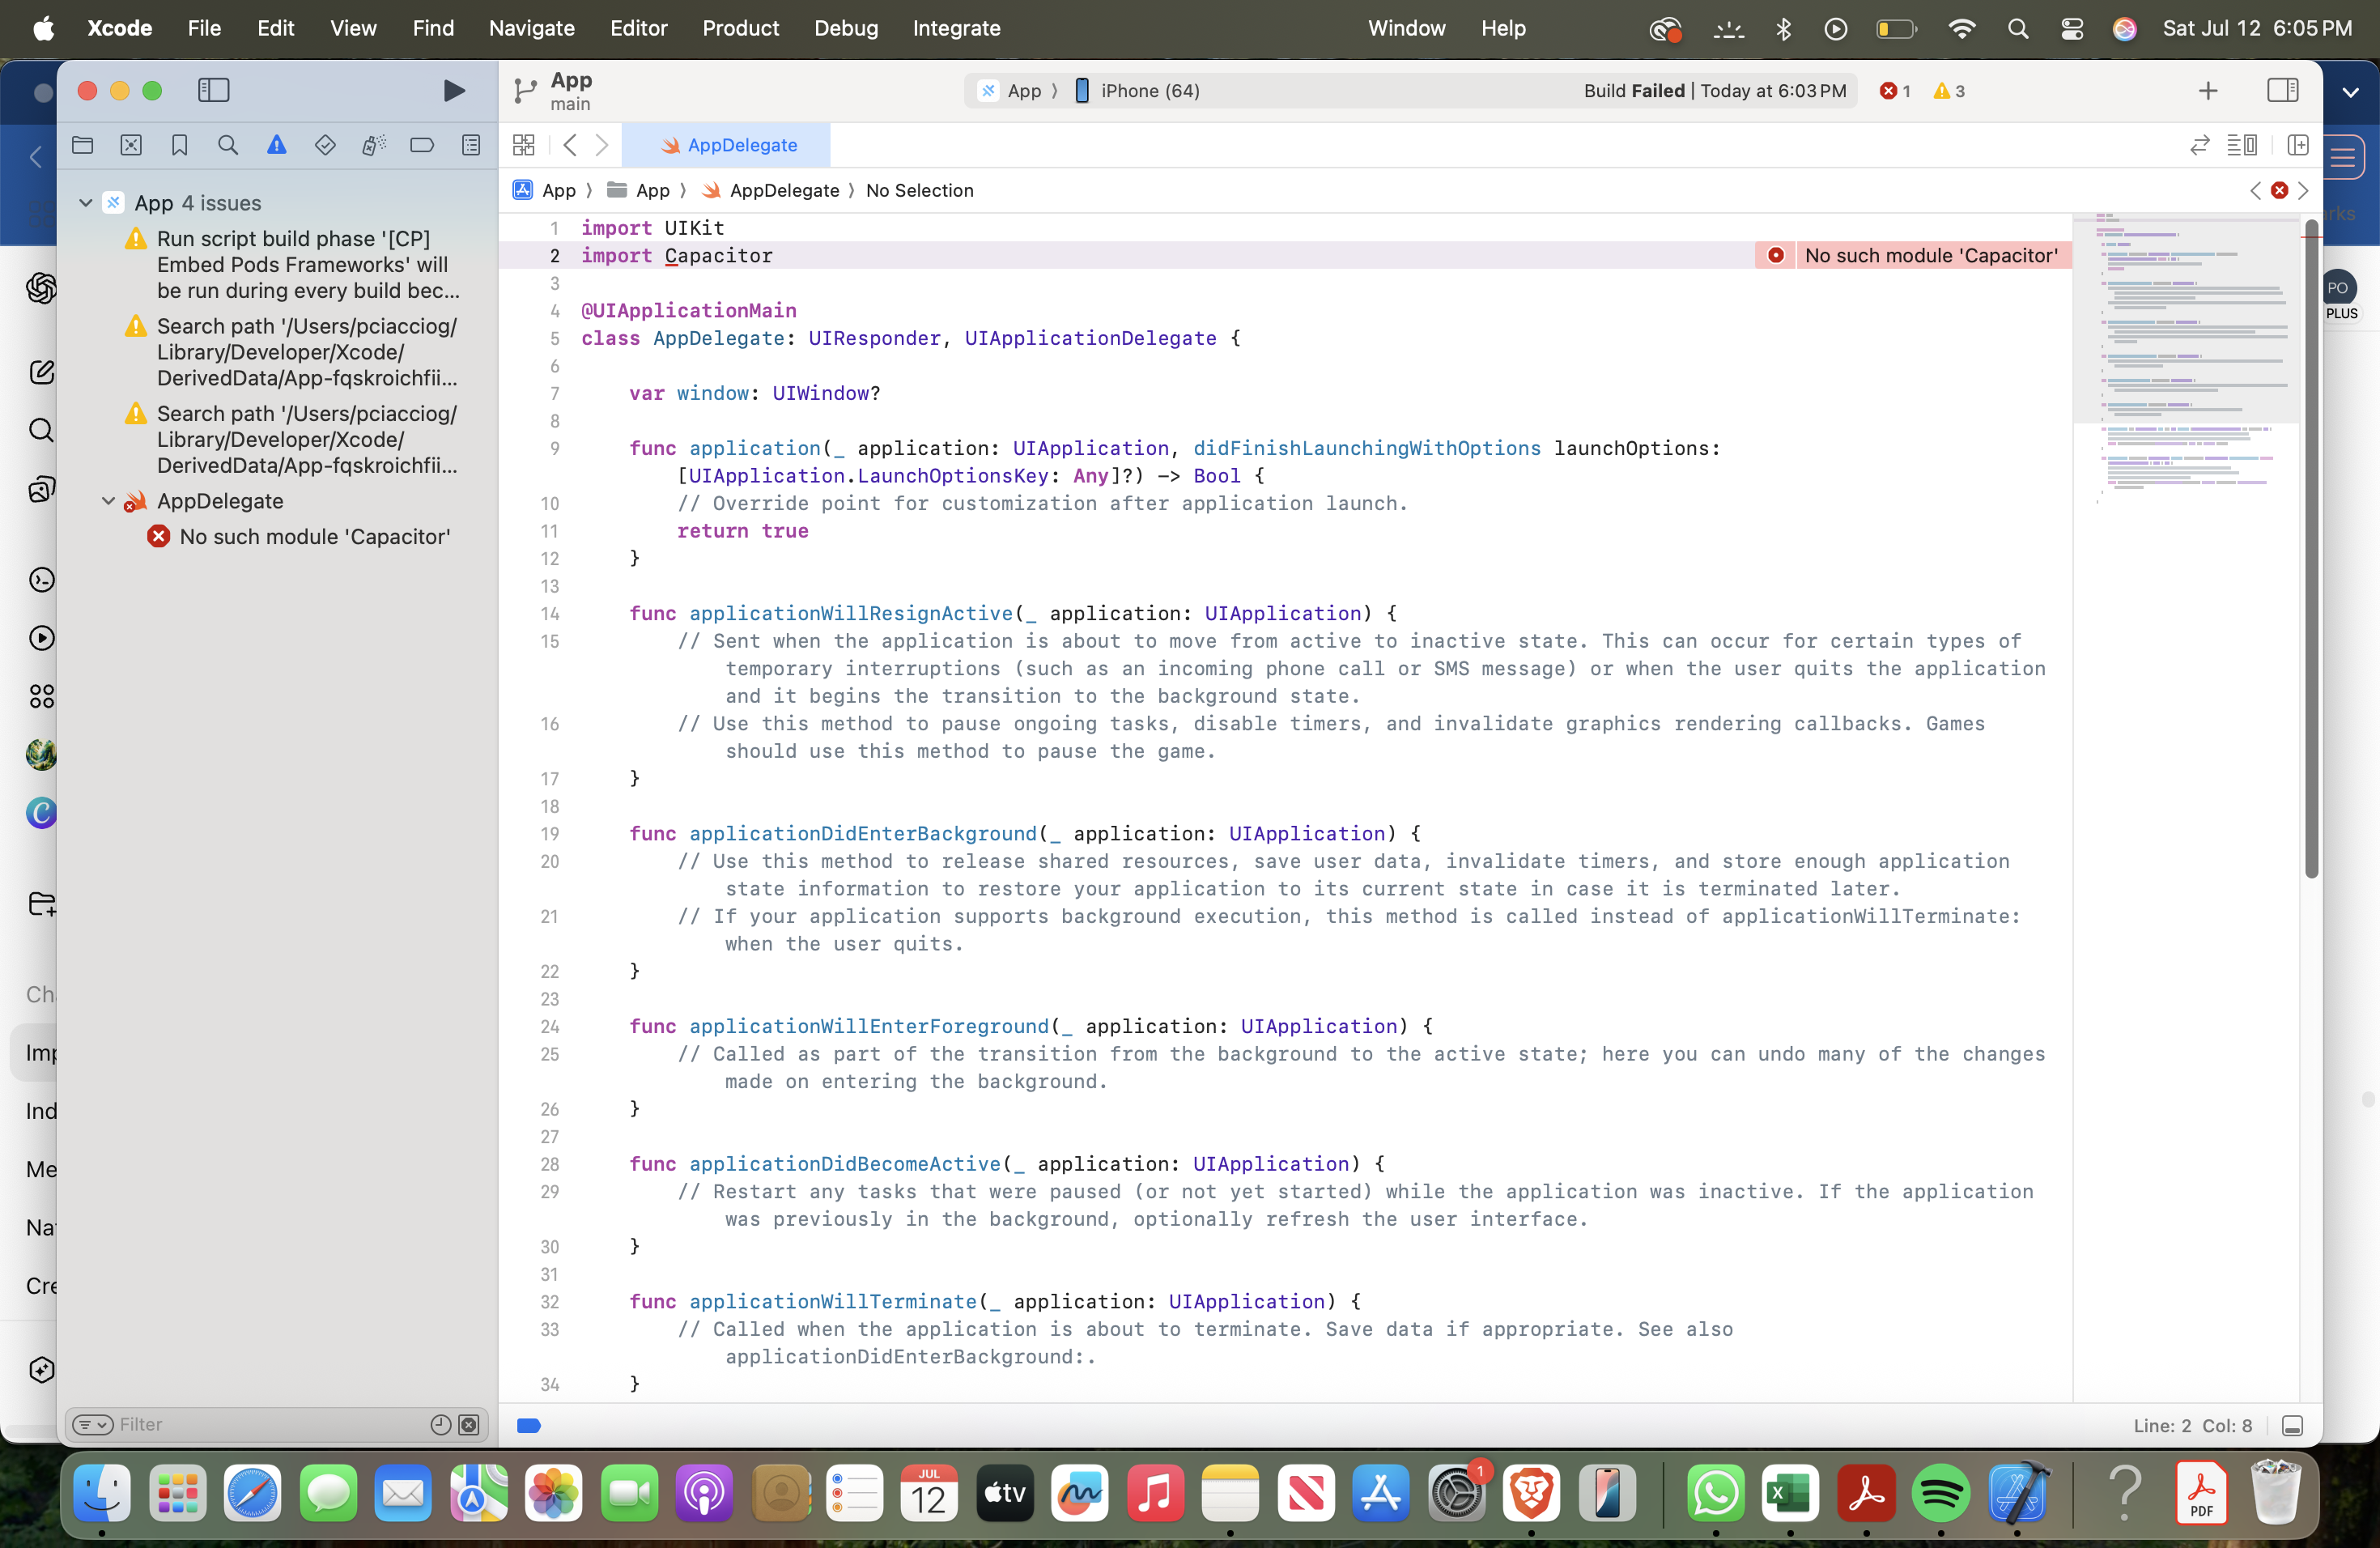 Xcode File Edit View Find Navigate Editor Product Debug Integrate Window Help Sat Jul 12 6:05 PM
App
main
App iPhone (64) Build Failed | Today at 6:03 PM 1 3
AppDelegate
App App AppDelegate No Selection
App 4 issues
Run script build phase '[CP]
Embed Pods Frameworks' will
be run during every build bec...
Search path '/Users/pciacciog/
Library/Developer/Xcode/
DerivedData/App-fqskroichfii...
Search path '/Users/pciacciog/
Library/Developer/Xcode/
DerivedData/App-fqskroichfii...
AppDelegate
No such module 'Capacitor'
1 import UIKit
2 import Capacitor No such module 'Capacitor'
3
4 @UIApplicationMain
5 class AppDelegate: UIResponder, UIApplicationDelegate {
6
7 var window: UIWindow?
8
9 func application(_ application: UIApplication, didFinishLaunchingWithOptions launchOptions:
[UIApplication.LaunchOptionsKey: Any]?) -> Bool {
10 // Override point for customization after application launch.
11 return true
12 }
13
14 func applicationWillResignActive(_ application: UIApplication) {
15 // Sent when the application is about to move from active to inactive state. This can occur for certain types of
temporary interruptions (such as an incoming phone call or SMS message) or when the user quits the application
and it begins the transition to the background state.
16 // Use this method to pause ongoing tasks, disable timers, and invalidate graphics rendering callbacks. Games
should use this method to pause the game.
17 }
18
19 func applicationDidEnterBackground(_ application: UIApplication) {
20 // Use this method to release shared resources, save user data, invalidate timers, and store enough application
state information to restore your application to its current state in case it is terminated later.
21 // If your application supports background execution, this method is called instead of applicationWillTerminate:
when the user quits.
22 }
23
24 func applicationWillEnterForeground(_ application: UIApplication) {
25 // Called as part of the transition from the background to the active state; here you can undo many of the changes
made on entering the background.
26 }
27
28 func applicationDidBecomeActive(_ application: UIApplication) {
29 // Restart any tasks that were paused (or not yet started) while the application was inactive. If the application
was previously in the background, optionally refresh the user interface.
30 }
31
32 func applicationWillTerminate(_ application: UIApplication) {
33 // Called when the application is about to terminate. Save data if appropriate. See also
applicationDidEnterBackground:.
34 }
Filter
Line: 2 Col: 8
Ch
Imp
Ind
Me
Nat
Cre
rks
PO
PLUS
JUL
12
tv
1
PDF